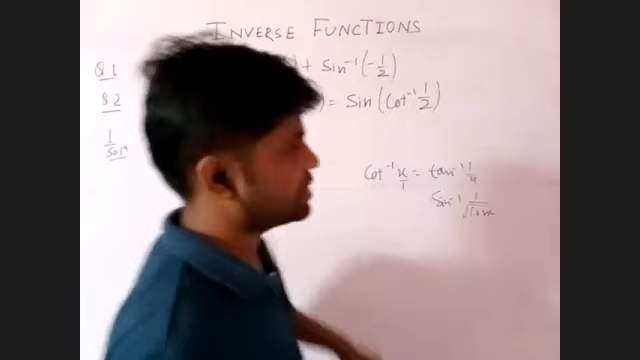 INVERSE FUNCTIONS
Q1 ) + Sin⁻¹(-1/2)
Q2 ) = Sin(Cot⁻¹ 1/2)
1
Solⁿ
Cot⁻¹ x/1 = tan⁻¹ 1/x
Sin⁻¹ 1/√